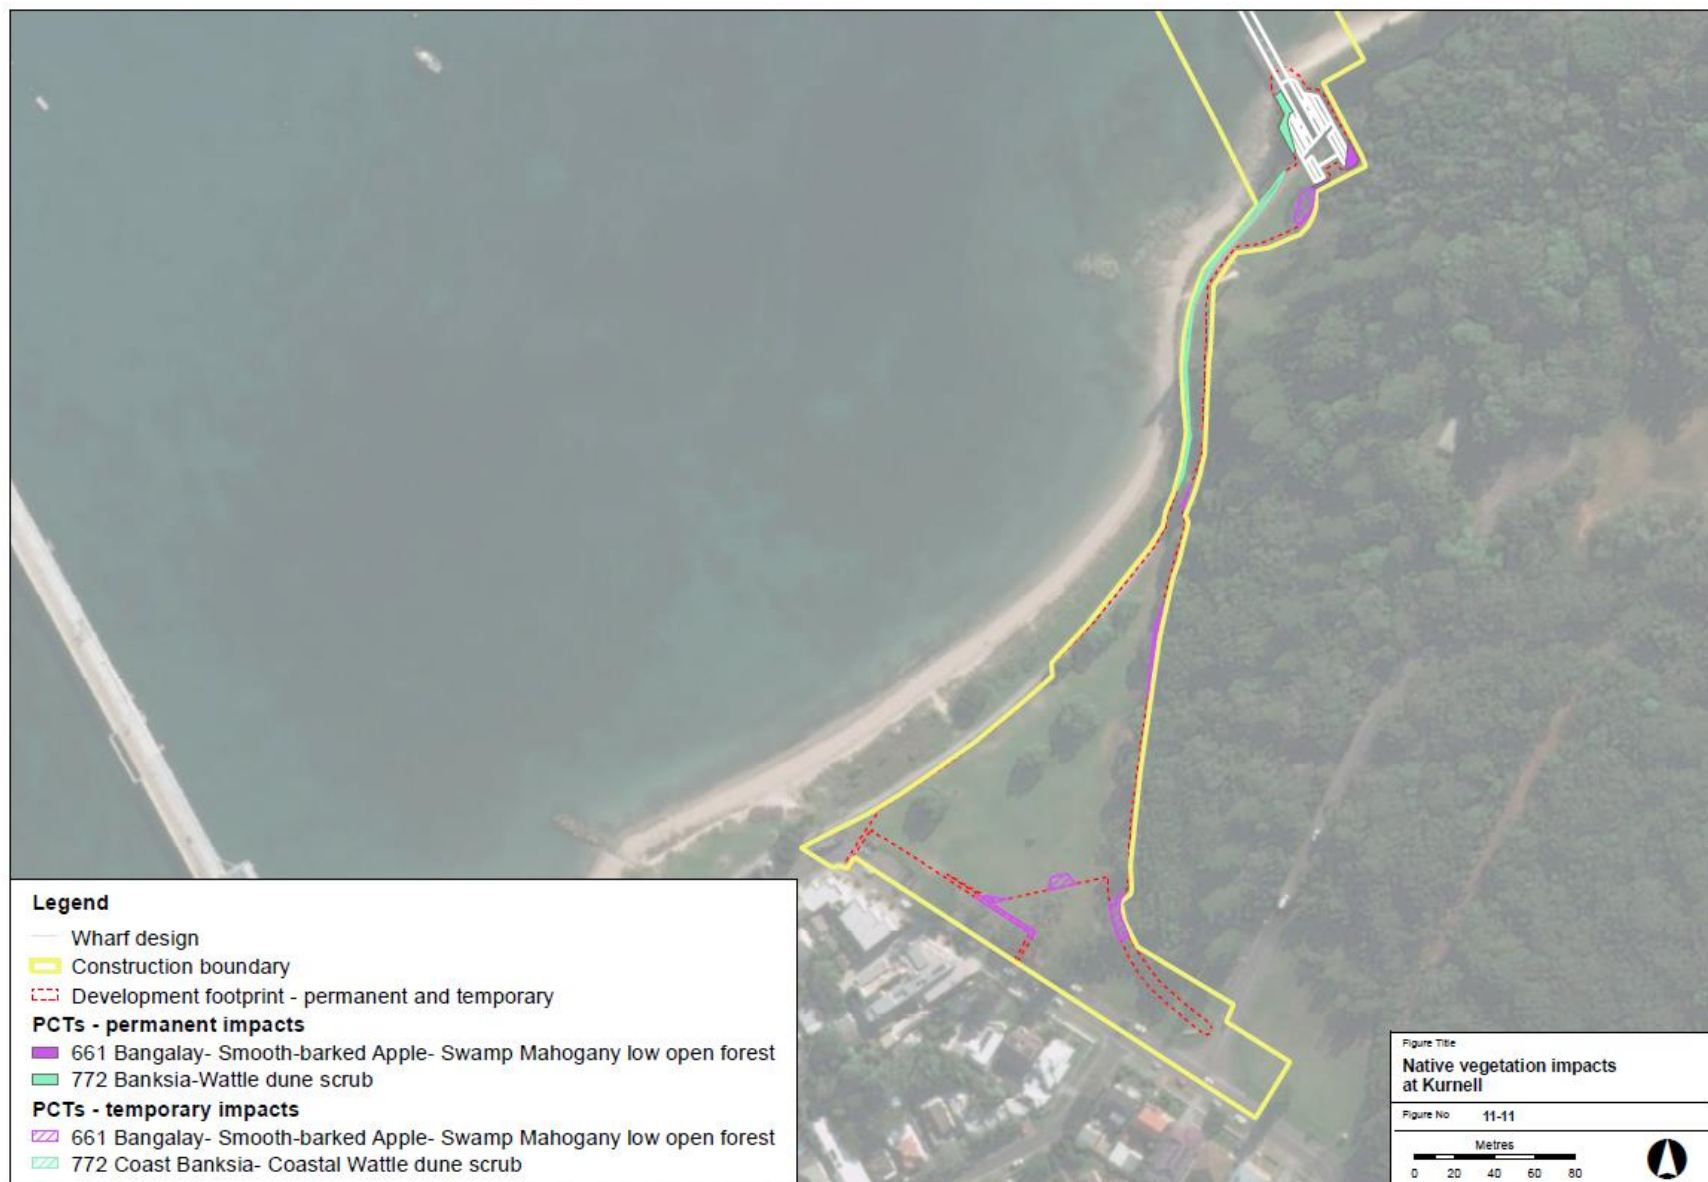 Legend
Wharf design
Construction boundary
Development footprint - permanent and temporary
PCTs - permanent impacts
661 Bangalay- Smooth-barked Apple- Swamp Mahogany low open forest
772 Banksia-Wattle dune scrub
PCTs - temporary impacts
661 Bangalay- Smooth-barked Apple- Swamp Mahogany low open forest
772 Coast Banksia- Coastal Wattle dune scrub
Figure Title
Native vegetation impacts
at Kurnell
Figure No 11-11
Metres
0 20 40 60 80